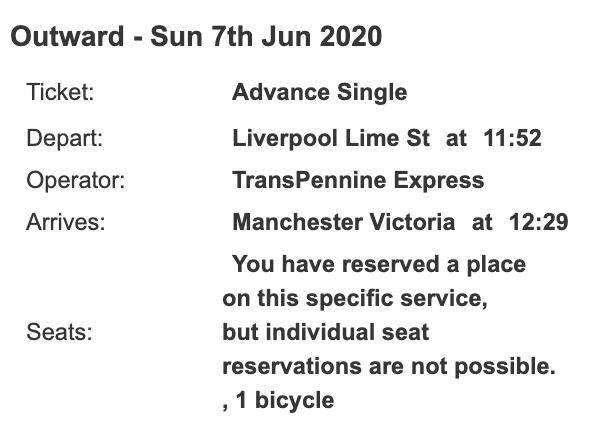 Outward - Sun 7th Jun 2020
Ticket: Advance Single
Depart: Liverpool Lime St at 11:52
Operator: TransPennine Express
Arrives: Manchester Victoria at 12:29
You have reserved a place
on this specific service,
Seats: but individual seat
reservations are not possible.
, 1 bicycle